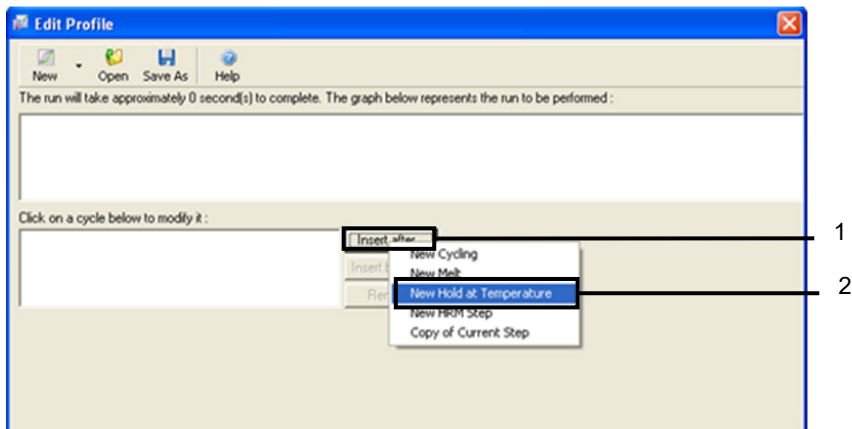 Edit Profile
New Open Save As Help
The run will take approximately 0 second(s) to complete. The graph below represents the run to be performed :
Click on a cycle below to modify it :
Insert after...
1
New Cycling
Insert
New Melt
New Hold at Temperature
2
New HRM Step
Copy of Current Step